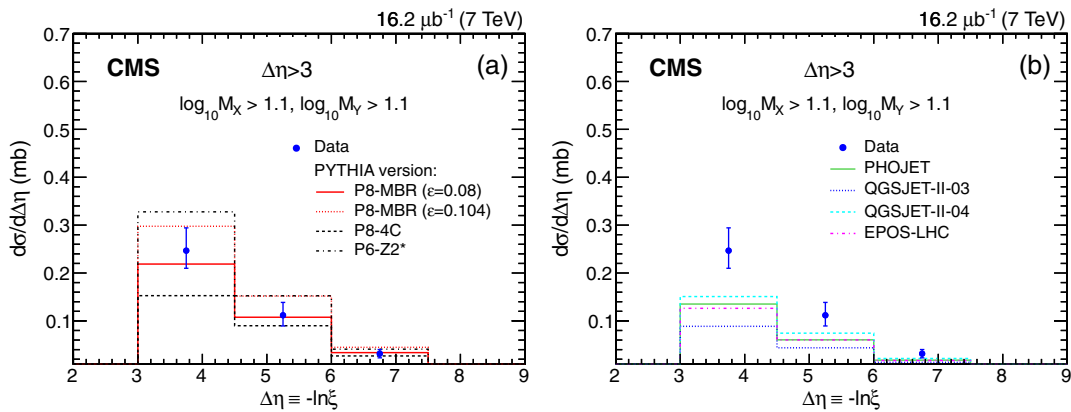 16.2 μb⁻¹ (7 TeV)
CMS
Δη>3
(a)
log₁₀M_X > 1.1, log₁₀M_Y > 1.1
Data
PYTHIA version:
P8-MBR (ε=0.08)
P8-MBR (ε=0.104)
P8-4C
P6-Z2*
dσ/dΔη (mb)
0.7
0.6
0.5
0.4
0.3
0.2
0.1
2 3 4 5 6 7 8 9
Δη ≡ -lnξ
16.2 μb⁻¹ (7 TeV)
CMS
Δη>3
(b)
log₁₀M_X > 1.1, log₁₀M_Y > 1.1
Data
PHOJET
QGSJET-II-03
QGSJET-II-04
EPOS-LHC
dσ/dΔη (mb)
0.7
0.6
0.5
0.4
0.3
0.2
0.1
2 3 4 5 6 7 8 9
Δη ≡ -lnξ